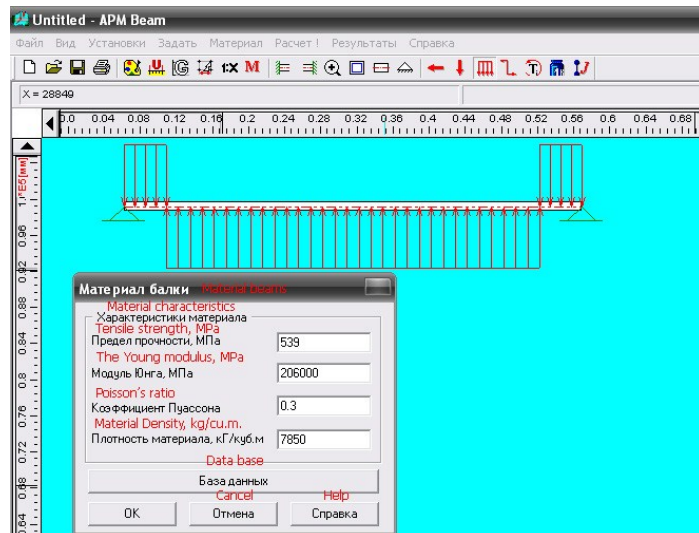 Untitled - APM Beam
Файл Вид Установки Задать Материал Расчет ! Результаты Справка
1:X M
X = 28849
0.0 0.04 0.08 0.12 0.16 0.2 0.24 0.28 0.32 0.36 0.4 0.44 0.48 0.52 0.56 0.6 0.64 0.68
1.0 *E5[мм]
0.96
0.92
0.88
0.84
0.8
0.76
0.72
0.68
0.64
Материал балки Material beams
Material characteristics
Характеристики материала
Tensile strength, MPa
Предел прочности, МПа 539
The Young modulus, MPa
Модуль Юнга, МПа 206000
Poisson's ratio
Коэффициент Пуассона 0.3
Material Density, kg/cu.m.
Плотность материала, кГ/куб.м 7850
Data base
База данных
Cancel Help
ОК Отмена Справка